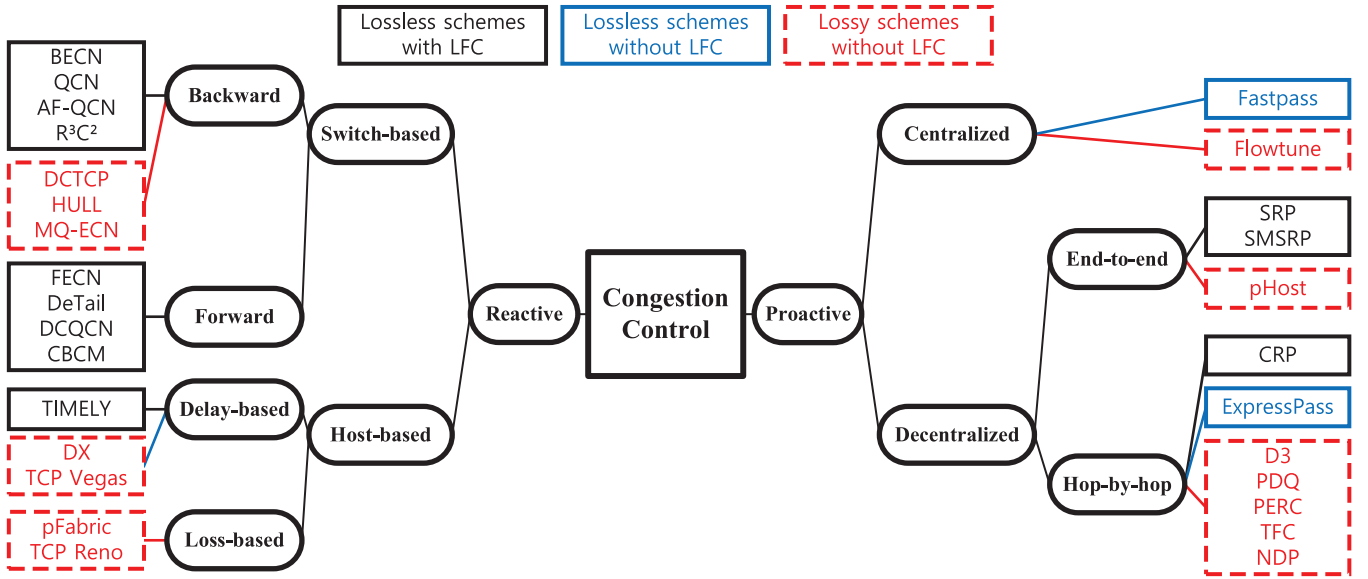 Lossless schemes
with LFC
Lossless schemes
without LFC
Lossy schemes
without LFC
BECN
QCN
AF-QCN
R³C²
DCTCP
HULL
MQ-ECN
FECN
DeTail
DCQCN
CBCM
TIMELY
DX
TCP Vegas
pFabric
TCP Reno
Backward
Forward
Delay-based
Loss-based
Switch-based
Host-based
Reactive
Congestion
Control
Proactive
Centralized
Decentralized
End-to-end
Hop-by-hop
Fastpass
Flowtune
SRP
SMSRP
pHost
CRP
ExpressPass
D3
PDQ
PERC
TFC
NDP